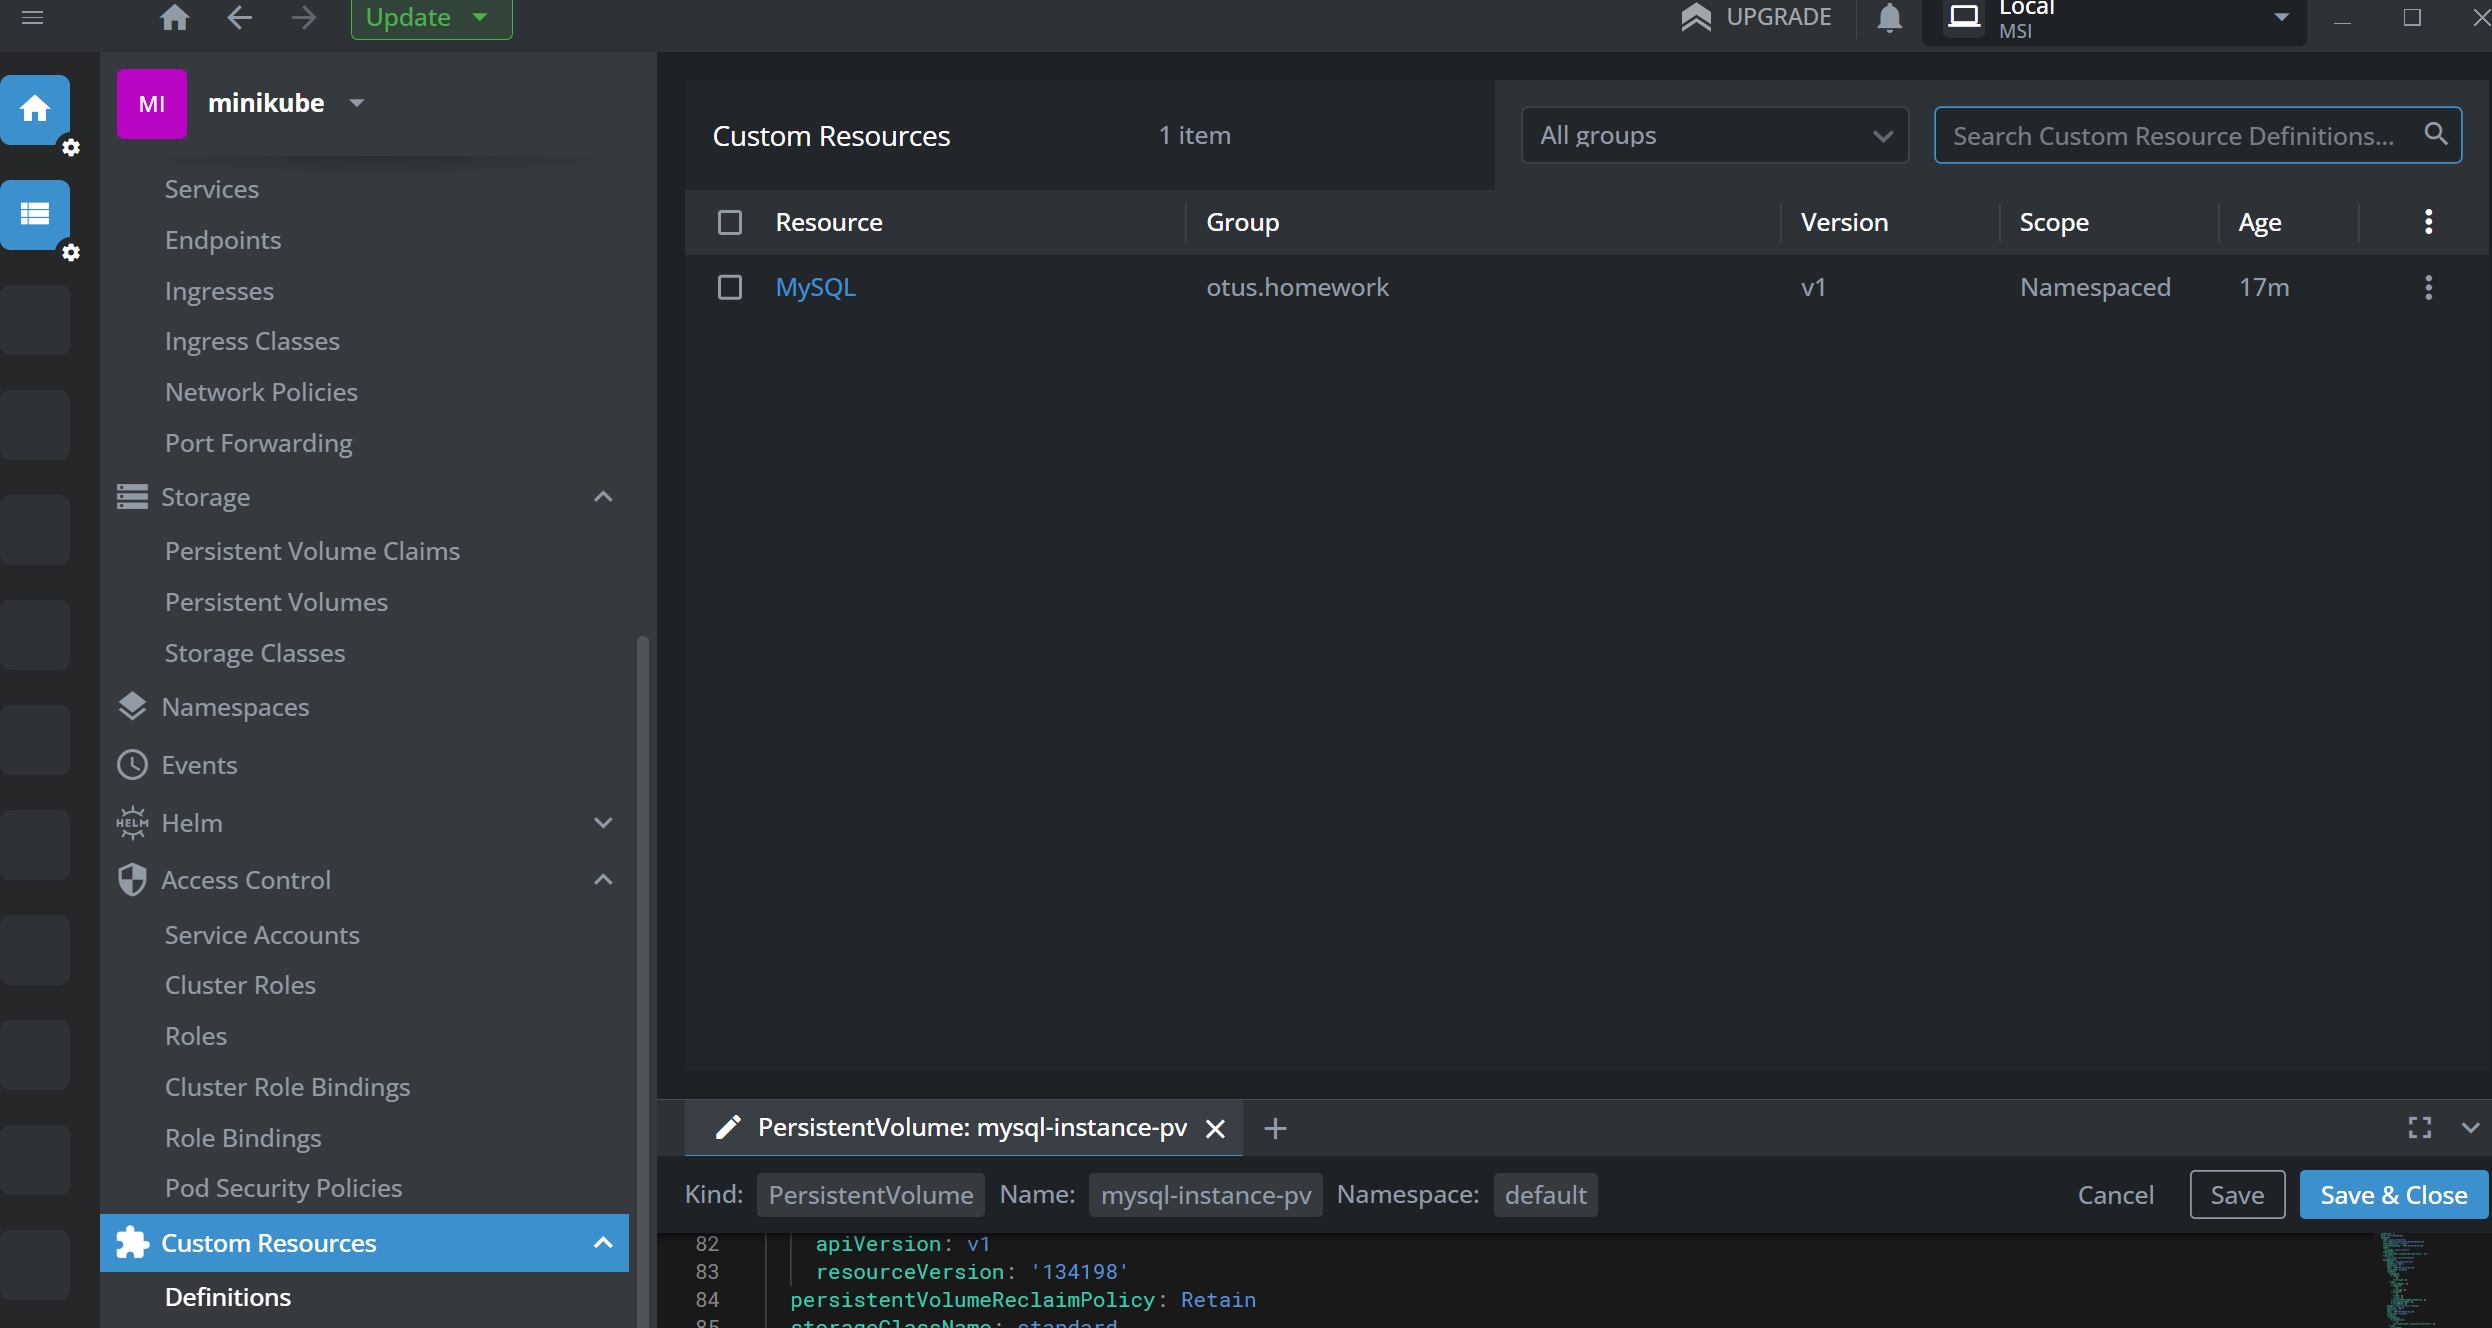 Update
UPGRADE
Local
MSI
MI
minikube
Services
Endpoints
Ingresses
Ingress Classes
Network Policies
Port Forwarding
Storage
Persistent Volume Claims
Persistent Volumes
Storage Classes
Namespaces
Events
HELM Helm
Access Control
Service Accounts
Cluster Roles
Roles
Cluster Role Bindings
Role Bindings
Pod Security Policies
Custom Resources
Definitions
Custom Resources 1 item All groups Search Custom Resource Definitions...
Resource Group Version Scope Age
MySQL otus.homework v1 Namespaced 17m
PersistentVolume: mysql-instance-pv
Kind: PersistentVolume Name: mysql-instance-pv Namespace: default Cancel Save Save & Close
82 apiVersion: v1
83 resourceVersion: '134198'
84 persistentVolumeReclaimPolicy: Retain
85 storageClassName: standard